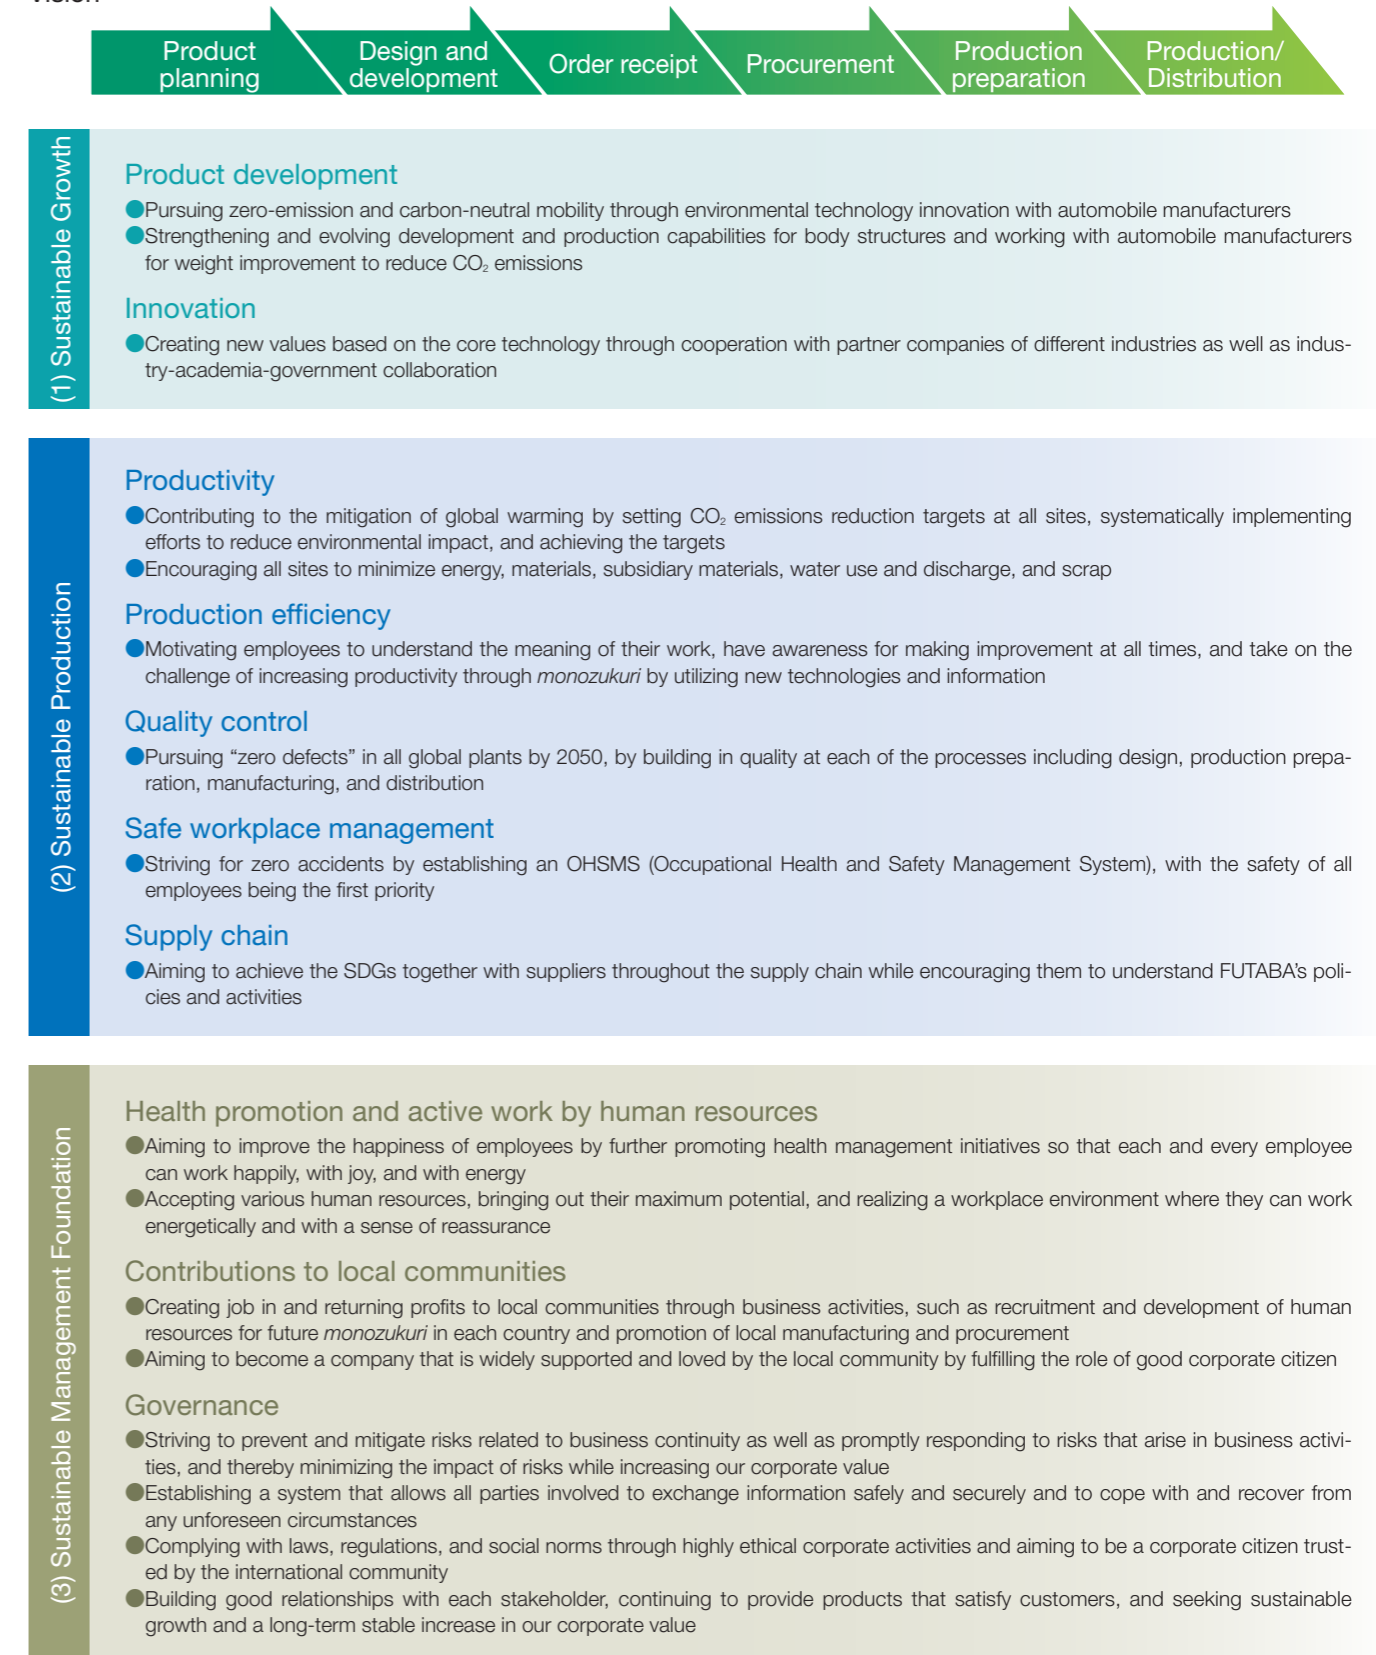 Vision
Product
planning
Design and
development
Order receipt
Procurement
Production
preparation
Production/
Distribution
(1) Sustainable Growth
Product development
●Pursuing zero-emission and carbon-neutral mobility through environmental technology innovation with automobile manufacturers
●Strengthening and evolving development and production capabilities for body structures and working with automobile manufacturers
for weight improvement to reduce CO₂ emissions
Innovation
●Creating new values based on the core technology through cooperation with partner companies of different industries as well as indus-
try-academia-government collaboration
(2) Sustainable Production
Productivity
●Contributing to the mitigation of global warming by setting CO₂ emissions reduction targets at all sites, systematically implementing
efforts to reduce environmental impact, and achieving the targets
●Encouraging all sites to minimize energy, materials, subsidiary materials, water use and discharge, and scrap
Production efficiency
●Motivating employees to understand the meaning of their work, have awareness for making improvement at all times, and take on the
challenge of increasing productivity through monozukuri by utilizing new technologies and information
Quality control
●Pursuing “zero defects” in all global plants by 2050, by building in quality at each of the processes including design, production prepa-
ration, manufacturing, and distribution
Safe workplace management
●Striving for zero accidents by establishing an OHSMS (Occupational Health and Safety Management System), with the safety of all
employees being the first priority
Supply chain
●Aiming to achieve the SDGs together with suppliers throughout the supply chain while encouraging them to understand FUTABA’s poli-
cies and activities
(3) Sustainable Management Foundation
Health promotion and active work by human resources
●Aiming to improve the happiness of employees by further promoting health management initiatives so that each and every employee
can work happily, with joy, and with energy
●Accepting various human resources, bringing out their maximum potential, and realizing a workplace environment where they can work
energetically and with a sense of reassurance
Contributions to local communities
●Creating job in and returning profits to local communities through business activities, such as recruitment and development of human
resources for future monozukuri in each country and promotion of local manufacturing and procurement
●Aiming to become a company that is widely supported and loved by the local community by fulfilling the role of good corporate citizen
Governance
●Striving to prevent and mitigate risks related to business continuity as well as promptly responding to risks that arise in business activi-
ties, and thereby minimizing the impact of risks while increasing our corporate value
●Establishing a system that allows all parties involved to exchange information safely and securely and to cope with and recover from
any unforeseen circumstances
●Complying with laws, regulations, and social norms through highly ethical corporate activities and aiming to be a corporate citizen trust-
ed by the international community
●Building good relationships with each stakeholder, continuing to provide products that satisfy customers, and seeking sustainable
growth and a long-term stable increase in our corporate value